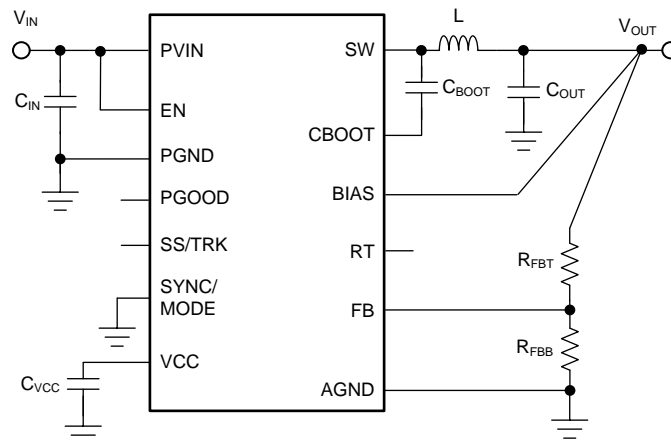 VIN
PVIN
SW
L
VOUT
CIN
EN
CBOOT
COUT
CBOOT
PGND
PGOOD
BIAS
SS/TRK
RT
RFBT
SYNC/
MODE
FB
RFBB
VCC
CVCC
AGND